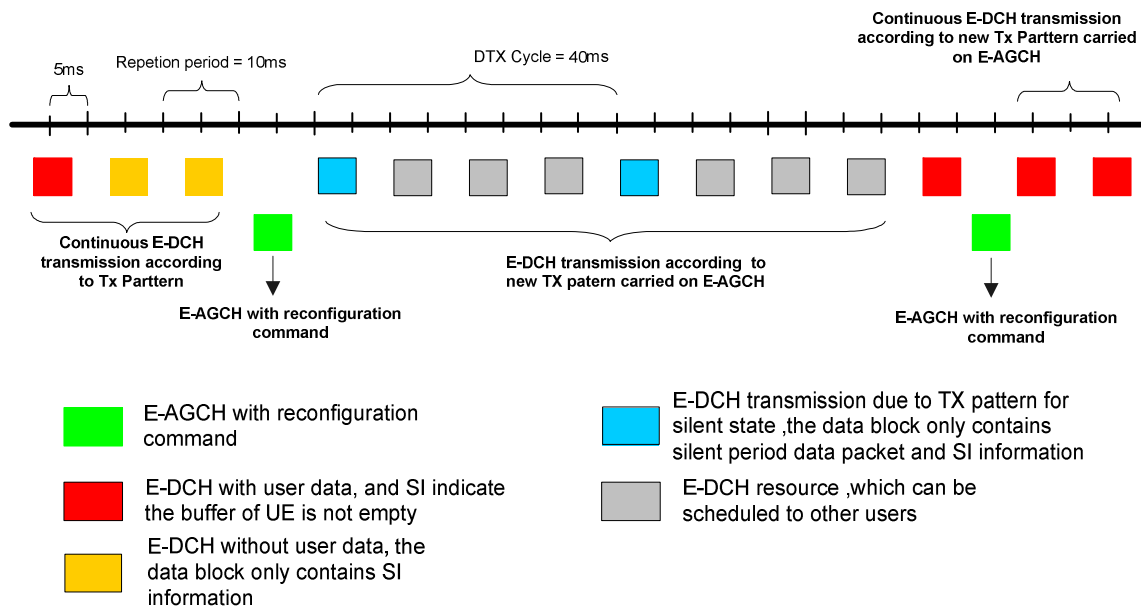 Continuous E-DCH transmission
according to new Tx Parttern carried
on E-AGCH
5ms
Repetion period = 10ms
DTX Cycle = 40ms
Continuous E-DCH
transmission according
to Tx Parttern
E-DCH transmission according to
new TX patern carried on E-AGCH
E-AGCH with reconfiguration
command
E-AGCH with reconfiguration
command
E-AGCH with reconfiguration
command
E-DCH with user data, and SI indicate
the buffer of UE is not empty
E-DCH without user data, the
data block only contains SI
information
E-DCH transmission due to TX pattern for
silent state ,the data block only contains
silent period data packet and SI information
E-DCH resource ,which can be
scheduled to other users